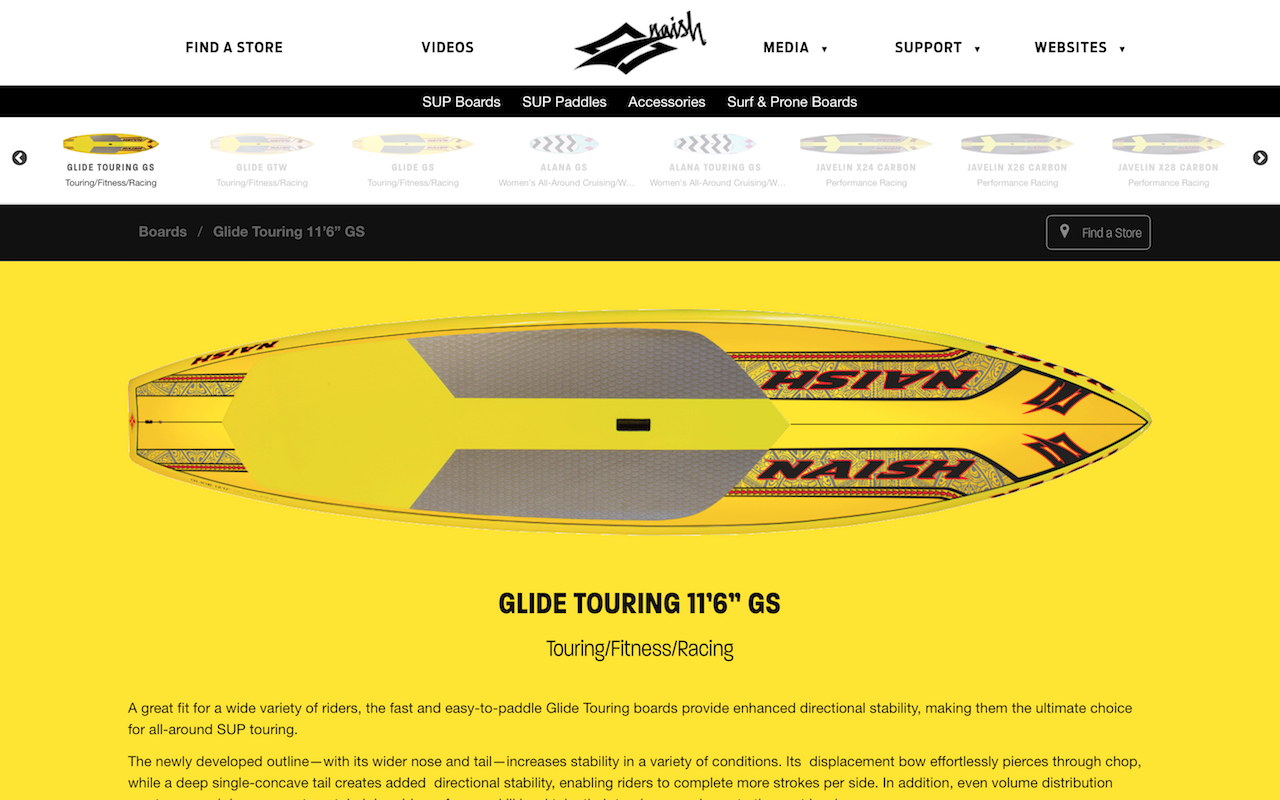 FIND A STORE
VIDEOS
naish
MEDIA ▼
SUPPORT ▼
WEBSITES ▼
SUP Boards
SUP Paddles
Accessories
Surf & Prone Boards
GLIDE TOURING GS
Touring/Fitness/Racing
GLIDE GTW
Touring/Fitness/Racing
GLIDE GS
Touring/Fitness/Racing
ALANA GS
Women's All-Around Cruising/W...
ALANA TOURING GS
Women's All-Around Cruising/W...
JAVELIN X24 CARBON
Performance Racing
JAVELIN X26 CARBON
Performance Racing
JAVELIN X28 CARBON
Performance Racing
Boards / Glide Touring 11’6” GS
Find a Store
NAISH
NAISH
NAISH
NAISH
GLIDE TOURING 11’6” GS
Touring/Fitness/Racing
A great fit for a wide variety of riders, the fast and easy-to-paddle Glide Touring boards provide enhanced directional stability, making them the ultimate choice
for all-around SUP touring.
The newly developed outline—with its wider nose and tail—increases stability in a variety of conditions. Its displacement bow effortlessly pierces through chop,
while a deep single-concave tail creates added directional stability, enabling riders to complete more strokes per side. In addition, even volume distribution